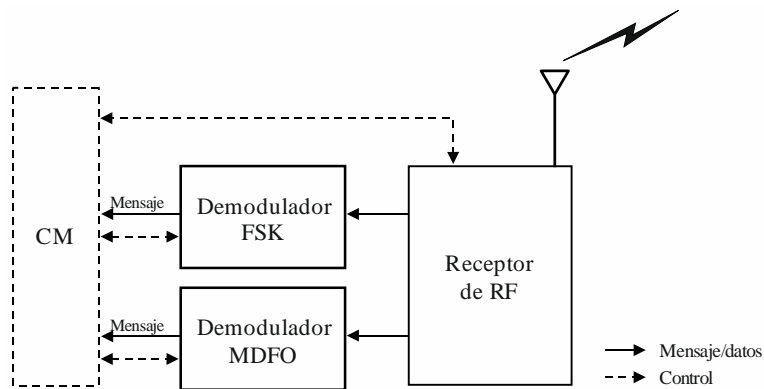 Mensaje
Demodulador
FSK
CM
Receptor
de RF
Mensaje
Demodulador
MDFO
Mensaje/datos
Control